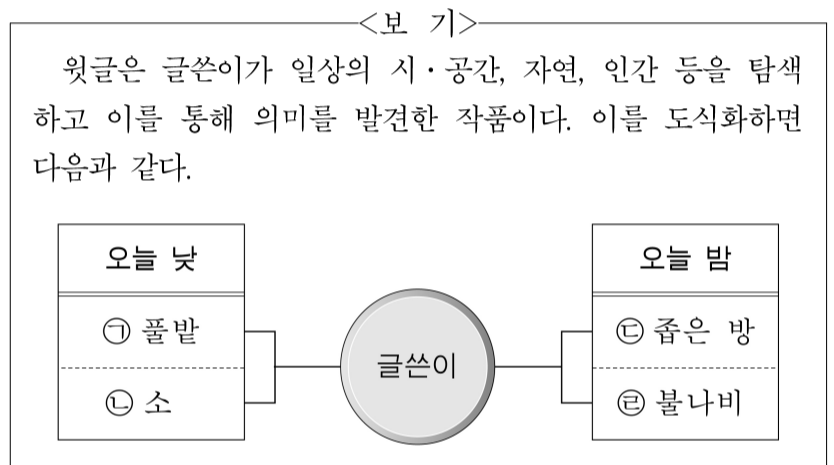 <보 기>
윗글은 글쓴이가 일상의 시·공간, 자연, 인간 등을 탐색
하고 이를 통해 의미를 발견한 작품이다. 이를 도식화하면
다음과 같다.
오늘 낮
㉠ 풀밭
㉡ 소
글쓴이
오늘 밤
㉢ 좁은 방
㉣ 불나비